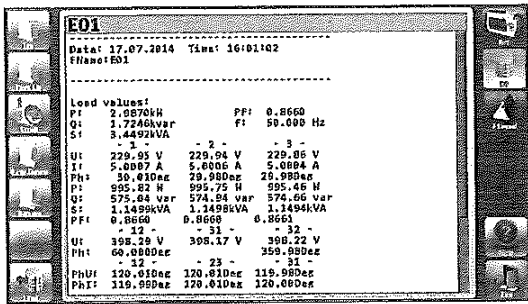 E01
Data: 17.07.2014 Time: 16:01:02
FName:E01
Load values:
P: 2.9870kW PF: 0.8660
Q: 1.7246kvar f: 50.000 Hz
S: 3.4492kVA
- 1 - - 2 - - 3 -
U: 229.95 V 229.94 V 229.86 V
I: 5.0007 A 5.0006 A 5.0004 A
Ph: 30.01Deg 29.98Deg 29.98Deg
P: 995.82 W 995.75 W 995.46 W
Q: 575.04 var 574.94 var 574.66 var
S: 1.1499kVA 1.1498kVA 1.1494kVA
PF: 0.8660 0.8660 0.8661
- 12 - - 31 - - 32 -
U: 398.29 V 398.17 V 398.22 V
Ph: 60.000Deg 359.98Deg
- 12 - - 23 - - 31 -
PhU: 120.01Deg 120.01Deg 119.98Deg
PhI: 119.99Deg 120.01Deg 120.00Deg